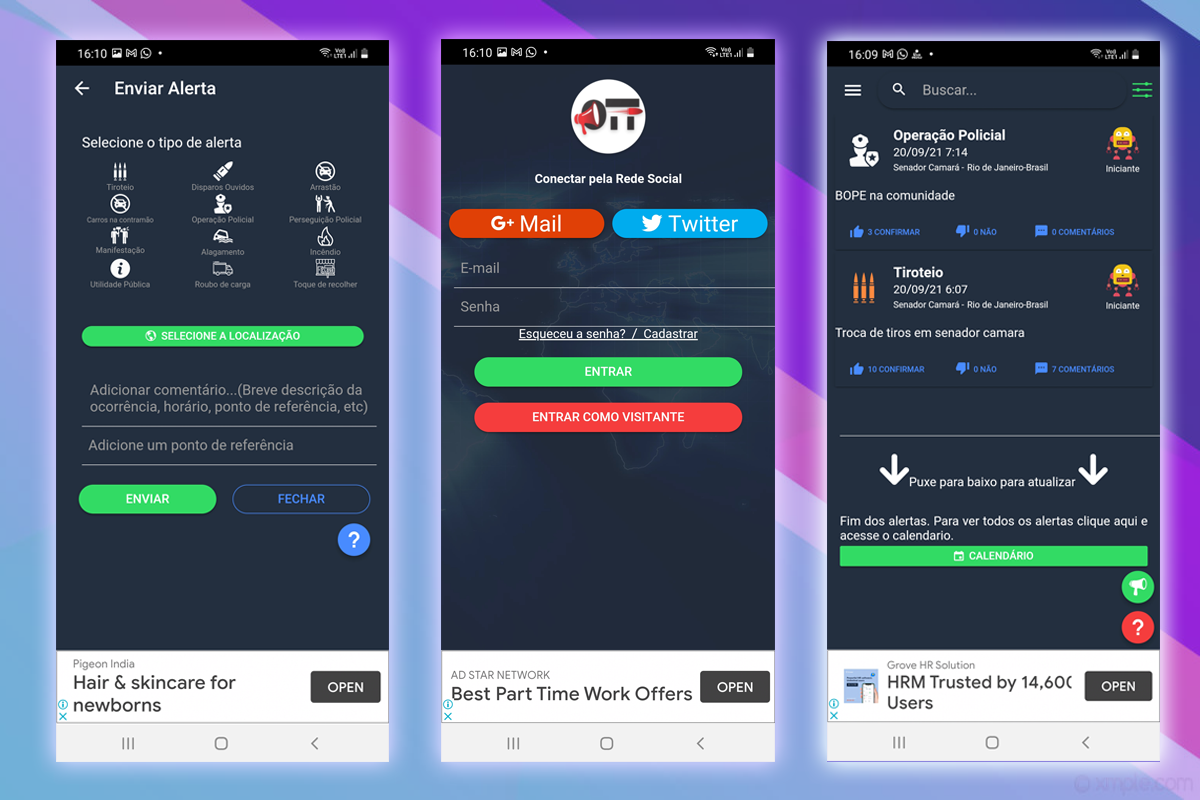 16:10
VoD LTE1
Enviar Alerta
Selecione o tipo de alerta
Tiroteio
Disparos Ouvidos
Arrastão
Carros na contramão
Operação Policial
Perseguição Policial
Manifestação
Alagamento
Incêndio
Utilidade Pública
Roubo de carga
Toque de recolher
SELECIONE A LOCALIZAÇÃO
Adicionar comentário...(Breve descrição da
ocorrência, horário, ponto de referência, etc)
Adicione um ponto de referência
ENVIAR
FECHAR
?
Pigeon India
Hair & skincare for
newborns
OPEN
16:10
LTE1
OTT
Conectar pela Rede Social
G+ Mail
Twitter
E-mail
Senha
Esqueceu a senha? / Cadastrar
ENTRAR
ENTRAR COMO VISITANTE
AD STAR NETWORK
Best Part Time Work Offers
OPEN
16:09
LTE1
Buscar...
Operação Policial
20/09/21 7:14
Senador Camará - Rio de Janeiro-Brasil
Iniciante
BOPE na comunidade
3 CONFIRMAR
0 NÃO
0 COMENTÁRIOS
Tiroteio
20/09/21 6:07
Senador Camará - Rio de Janeiro-Brasil
Iniciante
Troca de tiros em senador camara
10 CONFIRMAR
0 NÃO
7 COMENTÁRIOS
Puxe para baixo para atualizar
Fim dos alertas. Para ver todos os alertas clique aqui e
acesse o calendario.
CALENDÁRIO
?
Grove HR Solution
HRM Trusted by 14,600
Users
OPEN
xmple.com